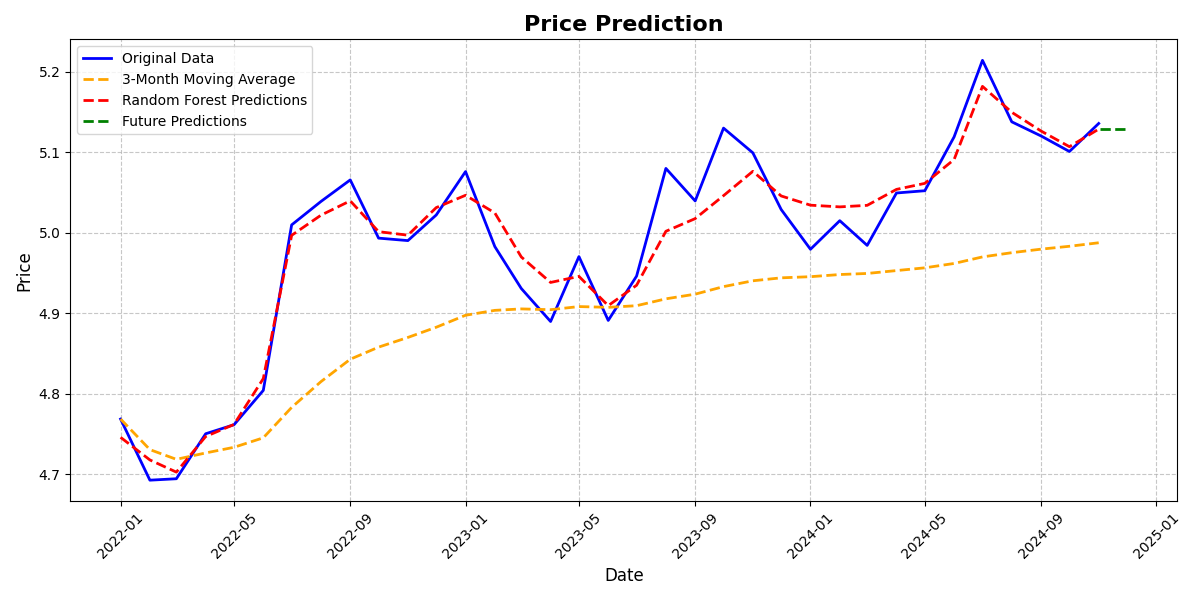 Price Prediction
Original Data
3-Month Moving Average
Random Forest Predictions
Future Predictions
Price
5.2
5.1
5.0
4.9
4.8
4.7
2022-01
2022-05
2022-09
2023-01
2023-05
2023-09
2024-01
2024-05
2024-09
2025-01
Date